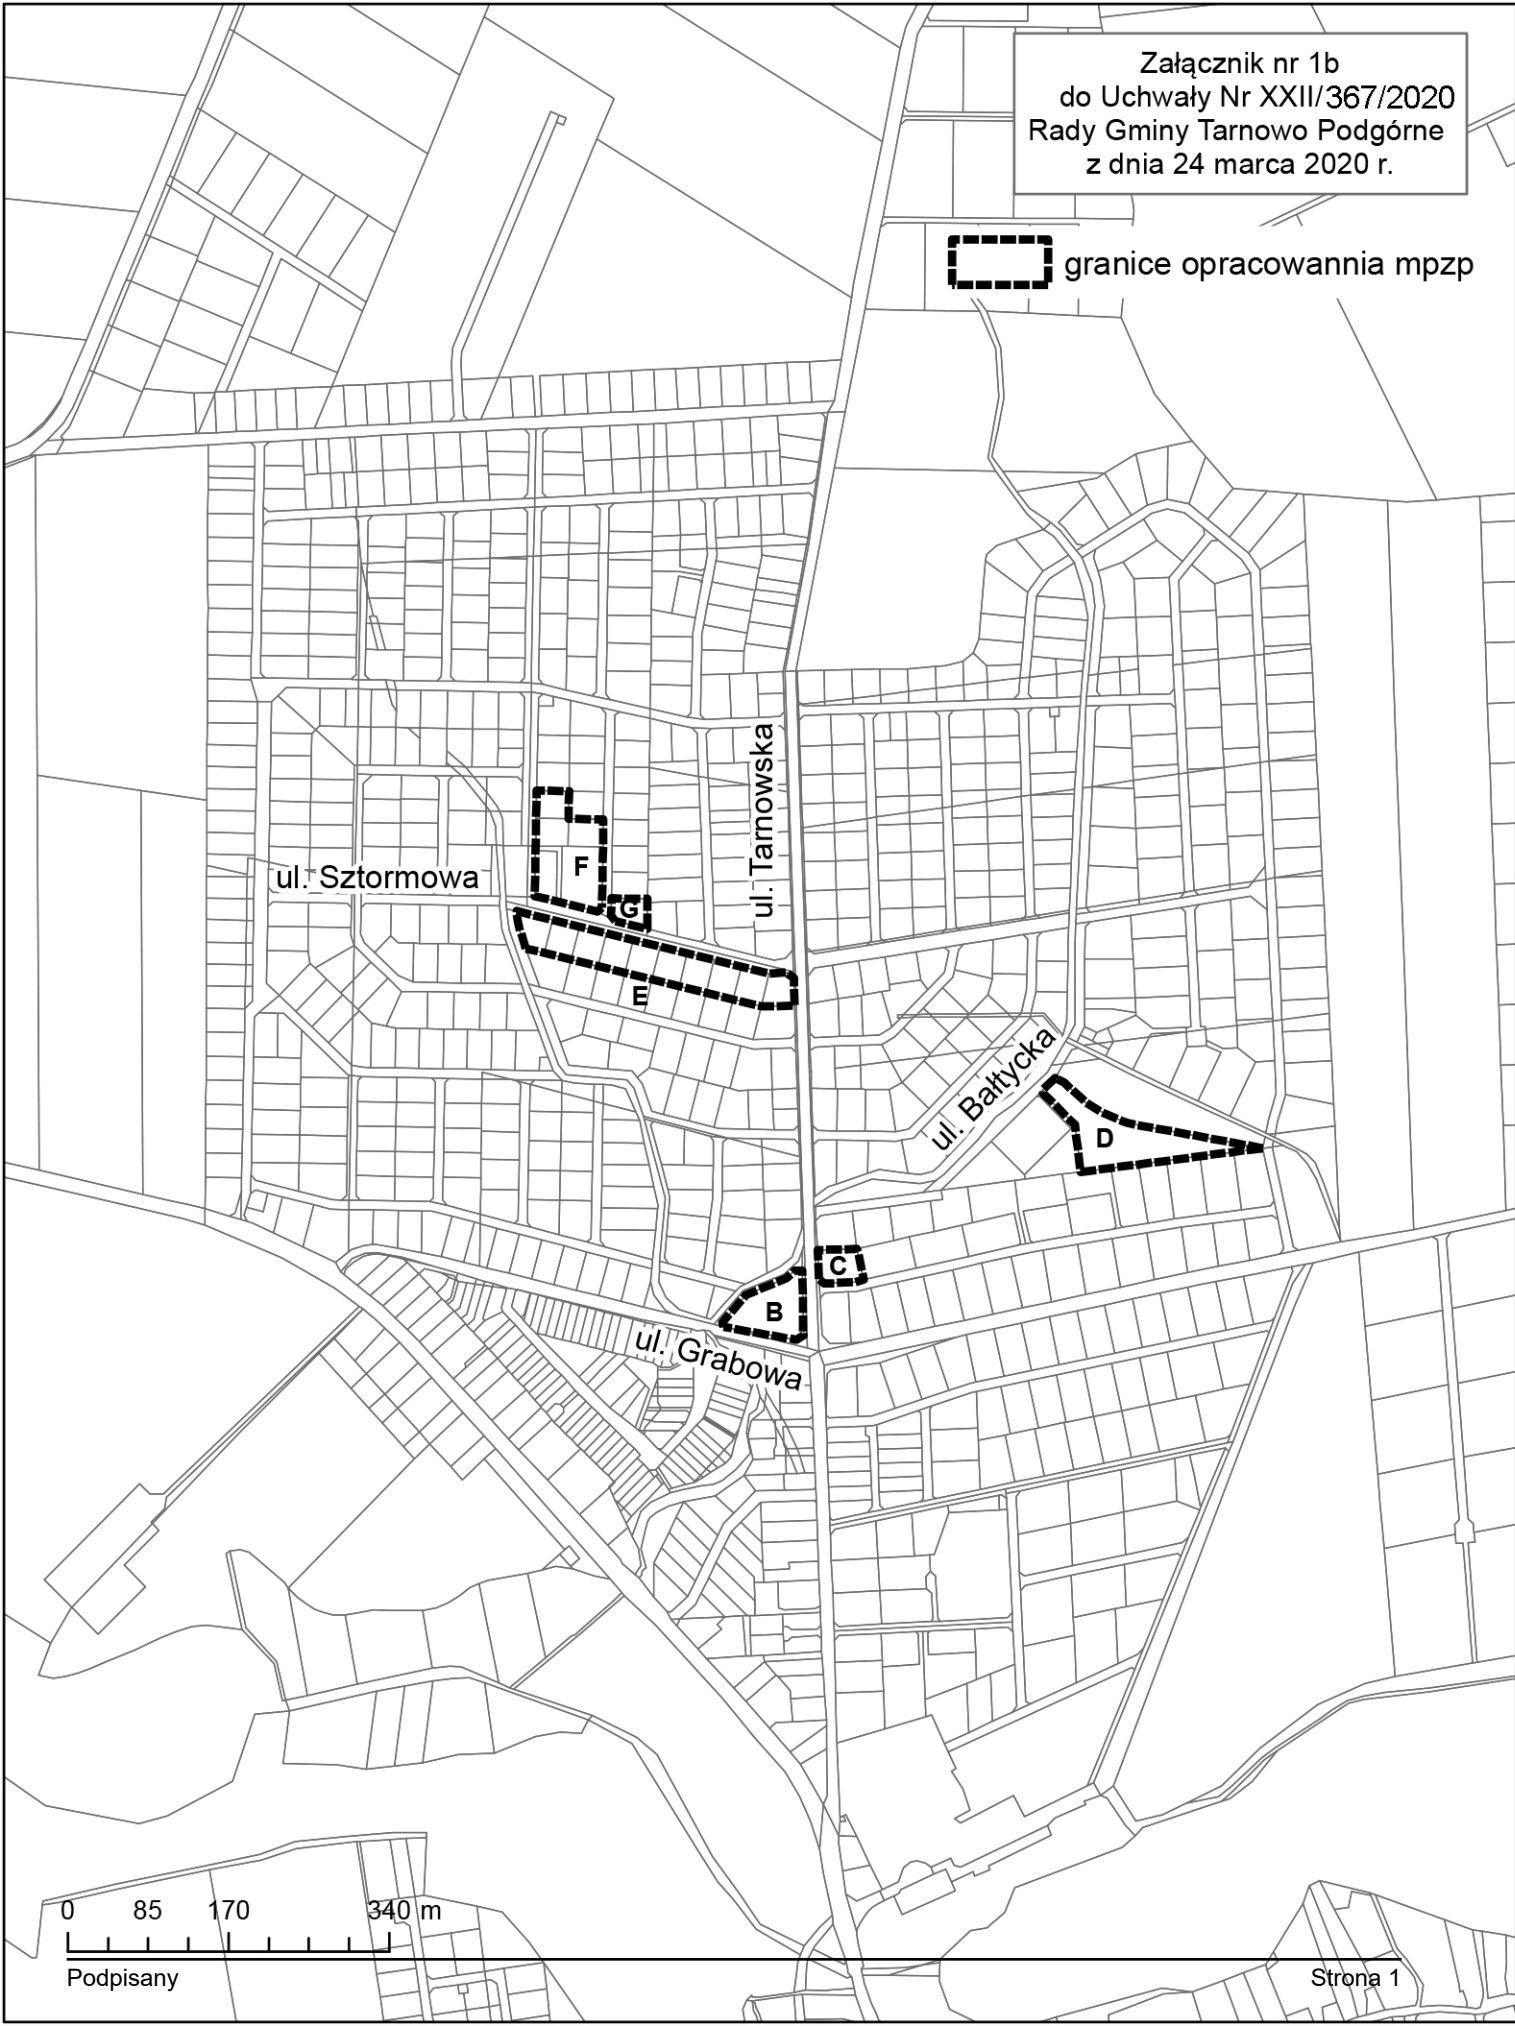 Załącznik nr 1b
do Uchwały Nr XXII/367/2020
Rady Gminy Tarnowo Podgórne
z dnia 24 marca 2020 r.
granice opracowannia mpzp
ul. Tarnowska
ul. Sztormowa
F
G
E
ul. Bałtycka
D
C
B
ul. Grabowa
0 85 170 340 m
Podpisany
Strona 1